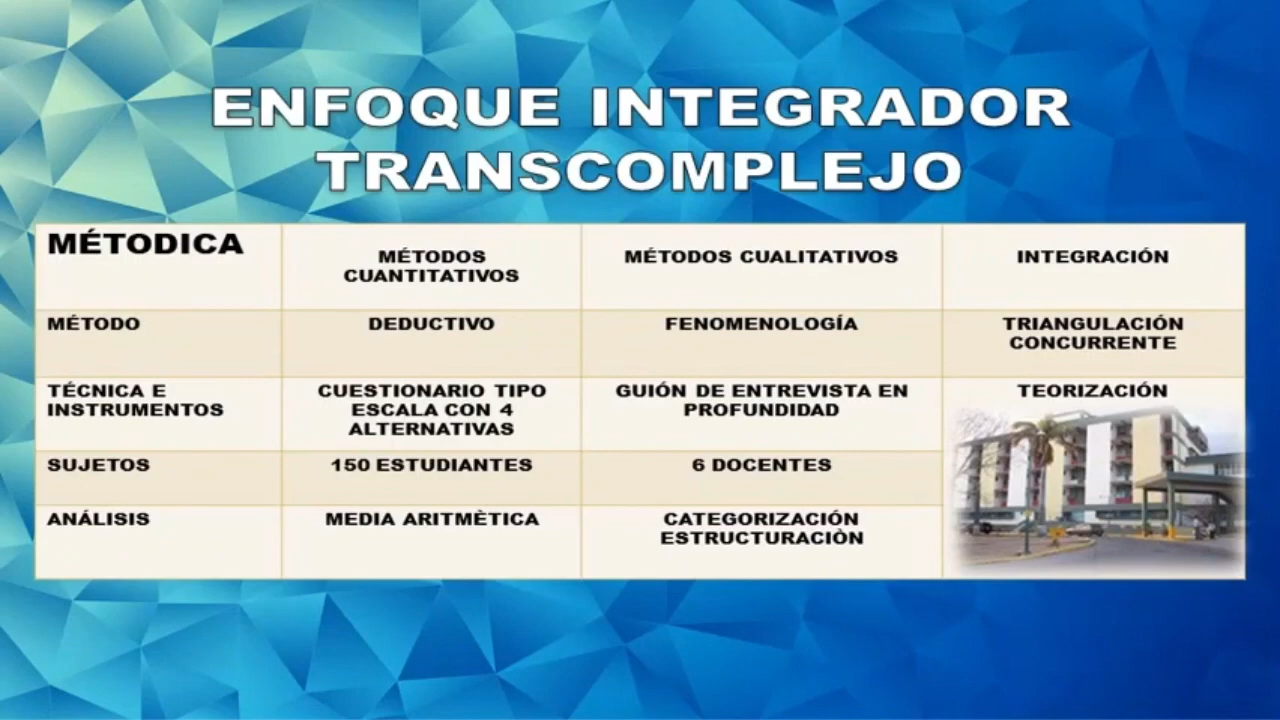 ENFOQUE INTEGRADOR
TRANSCOMPLEJO
MÉTODICA
MÉTODOS
CUANTITATIVOS
MÉTODOS CUALITATIVOS
INTEGRACIÓN
MÉTODO
DEDUCTIVO
FENOMENOLOGÍA
TRIANGULACIÓN
CONCURRENTE
TÉCNICA E
INSTRUMENTOS
CUESTIONARIO TIPO
ESCALA CON 4
ALTERNATIVAS
GUIÓN DE ENTREVISTA EN
PROFUNDIDAD
TEORIZACIÓN
SUJETOS
150 ESTUDIANTES
6 DOCENTES
ANÁLISIS
MEDIA ARITMÈTICA
CATEGORIZACIÓN
ESTRUCTURACIÒN